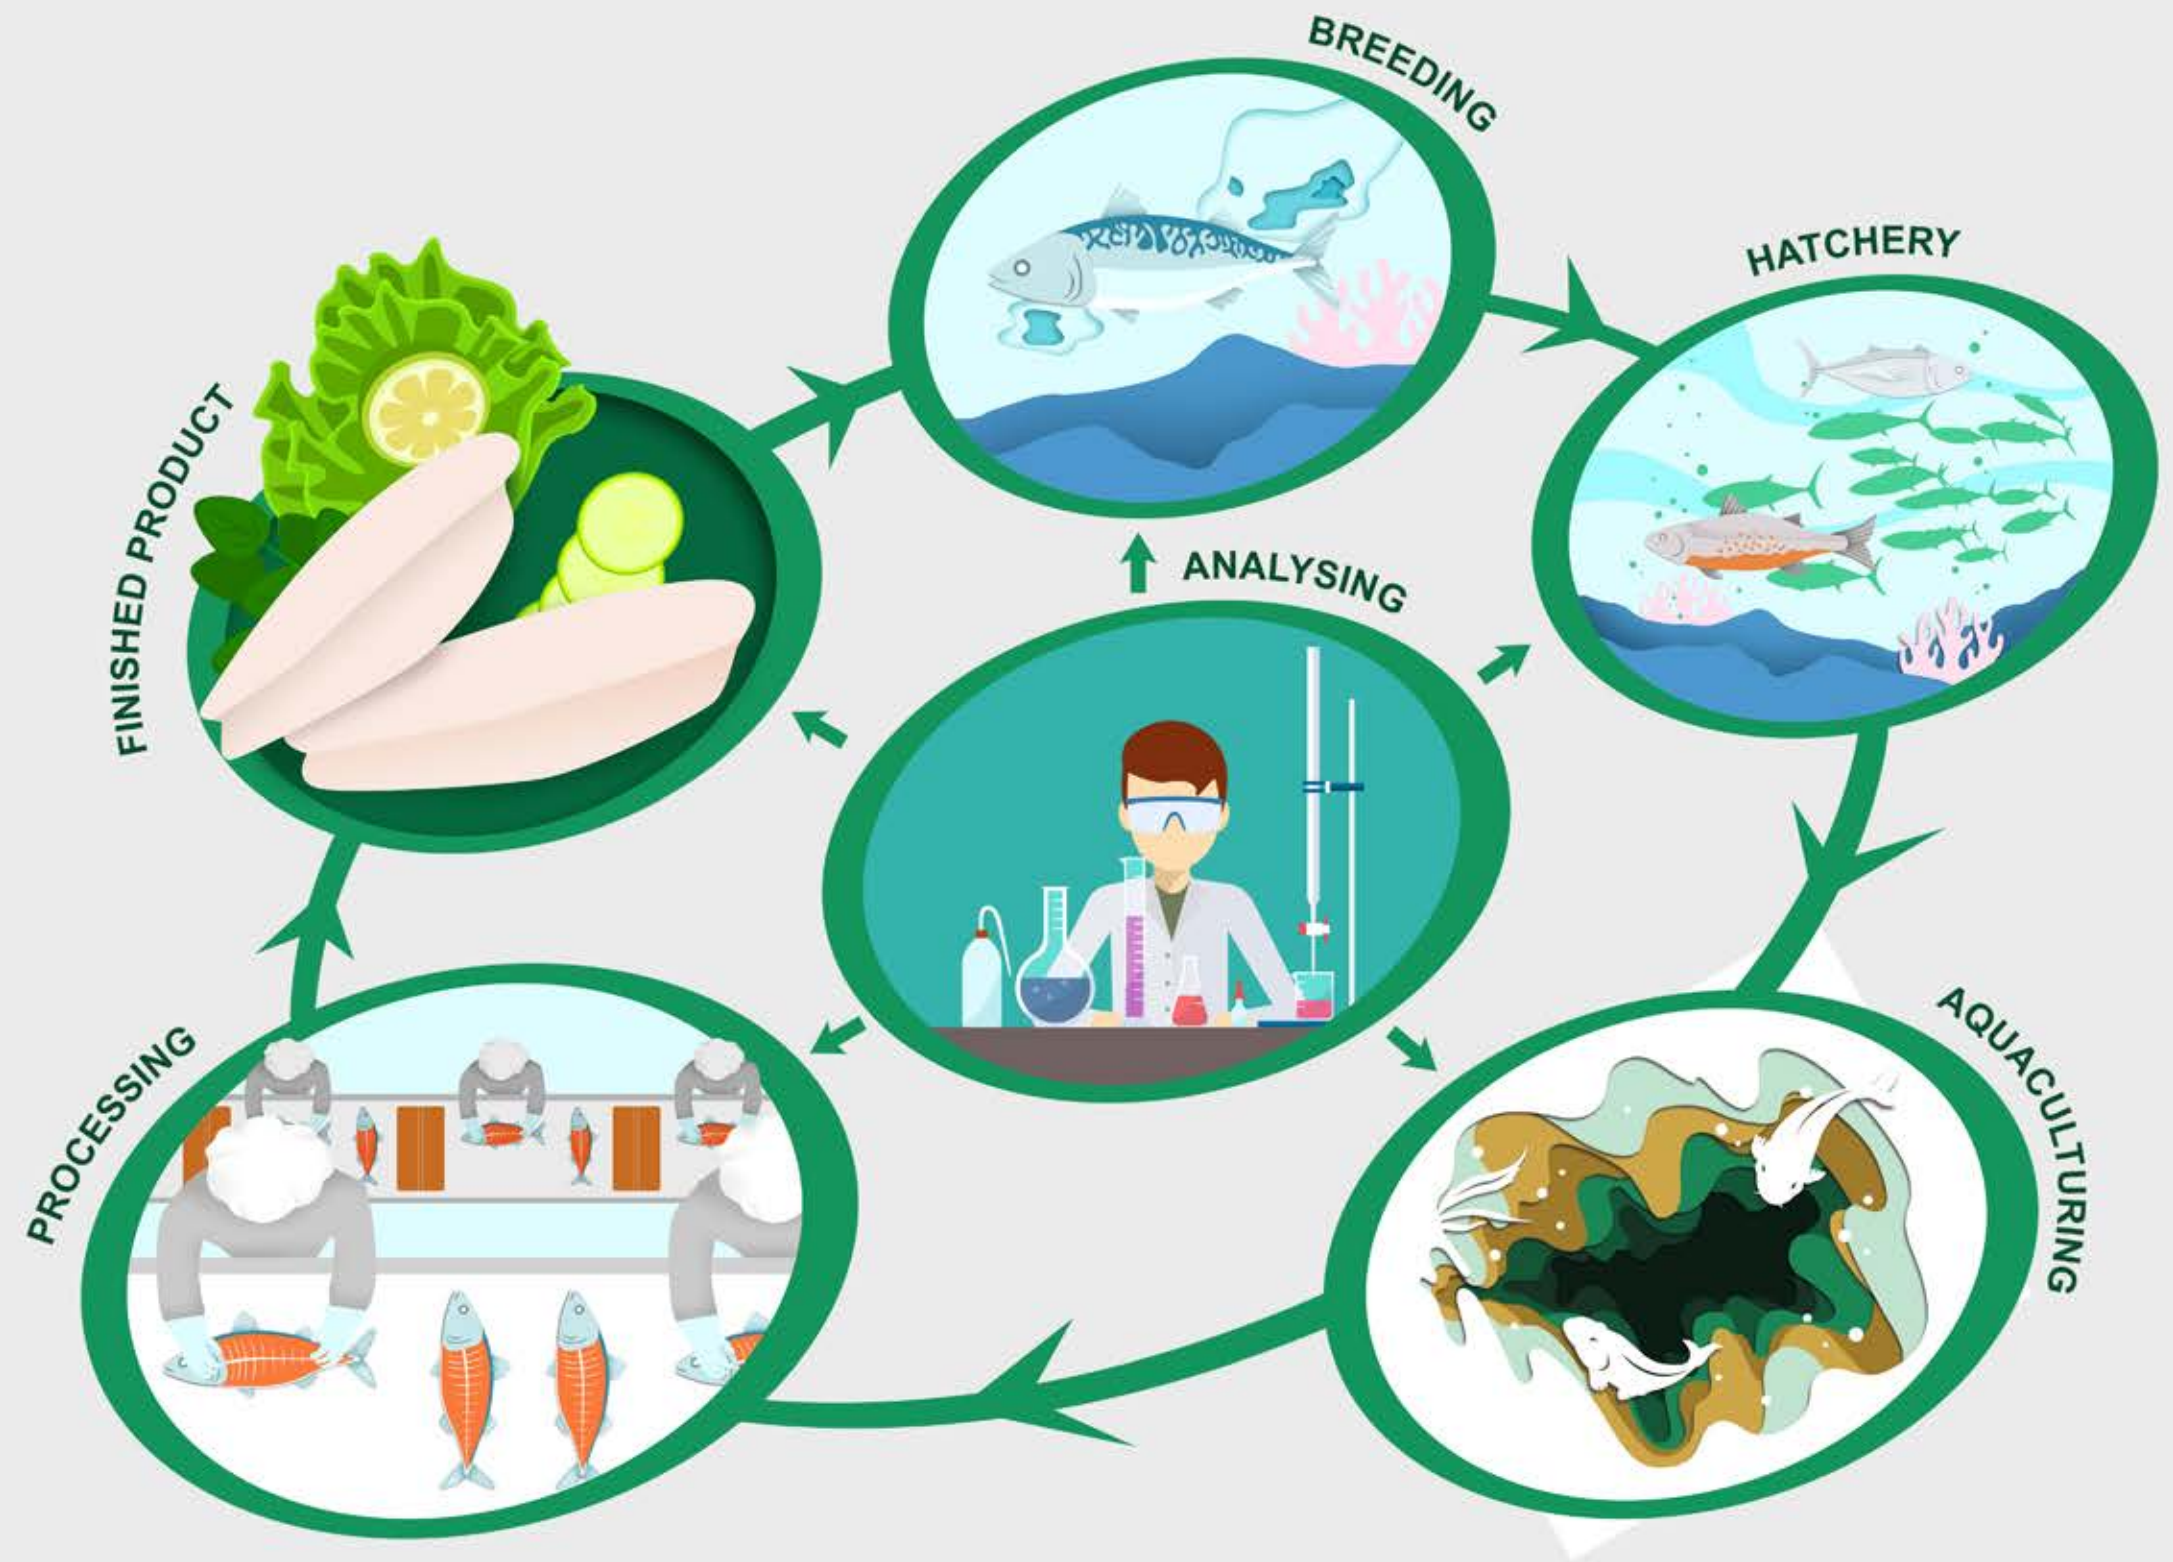 BREEDING
HATCHERY
FINISHED PRODUCT
ANALYSING
AQUACULTURING
PROCESSING